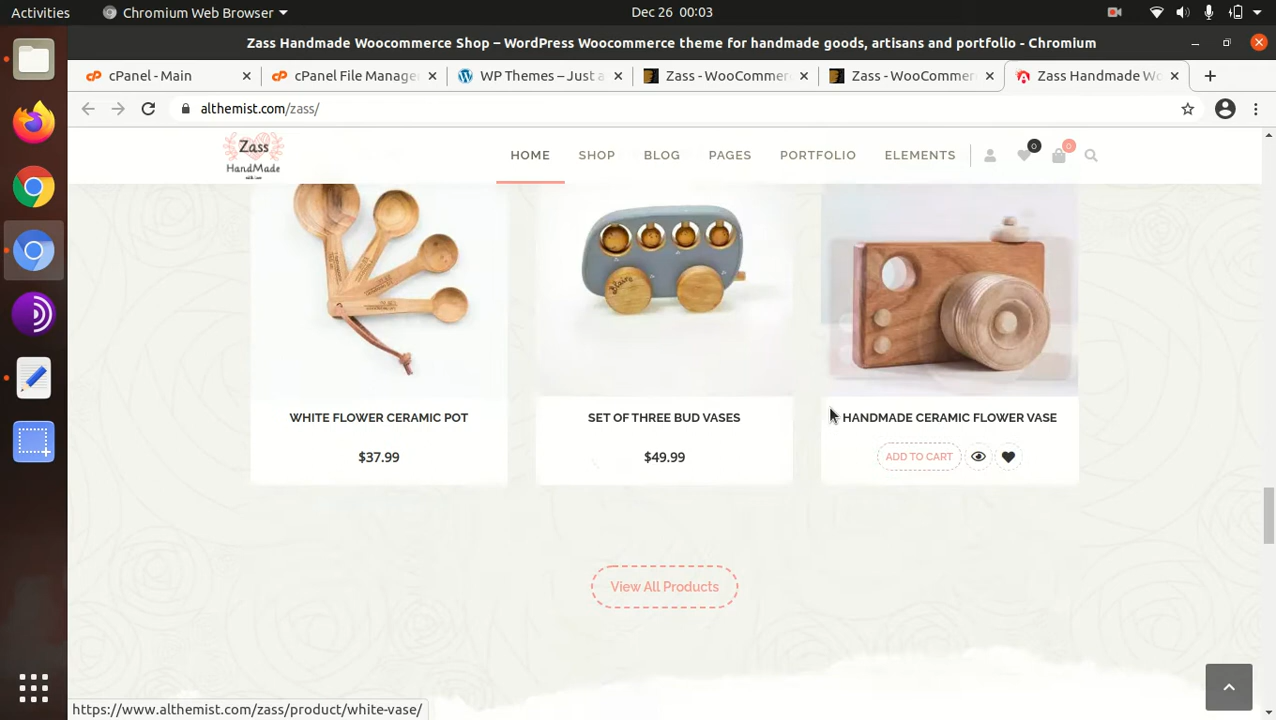 Activities Chromium Web Browser Dec 26 00:03
Zass Handmade Woocommerce Shop – WordPress Woocommerce theme for handmade goods, artisans and portfolio - Chromium
cPanel - Main cPanel File Manage WP Themes – Just a Zass - WooCommer Zass - WooCommer Zass Handmade Wo
althemist.com/zass/
Zass HandMade
HOME SHOP BLOG PAGES PORTFOLIO ELEMENTS 0 0
WHITE FLOWER CERAMIC POT SET OF THREE BUD VASES HANDMADE CERAMIC FLOWER VASE
$37.99 $49.99 ADD TO CART
View All Products
https://www.althemist.com/zass/product/white-vase/